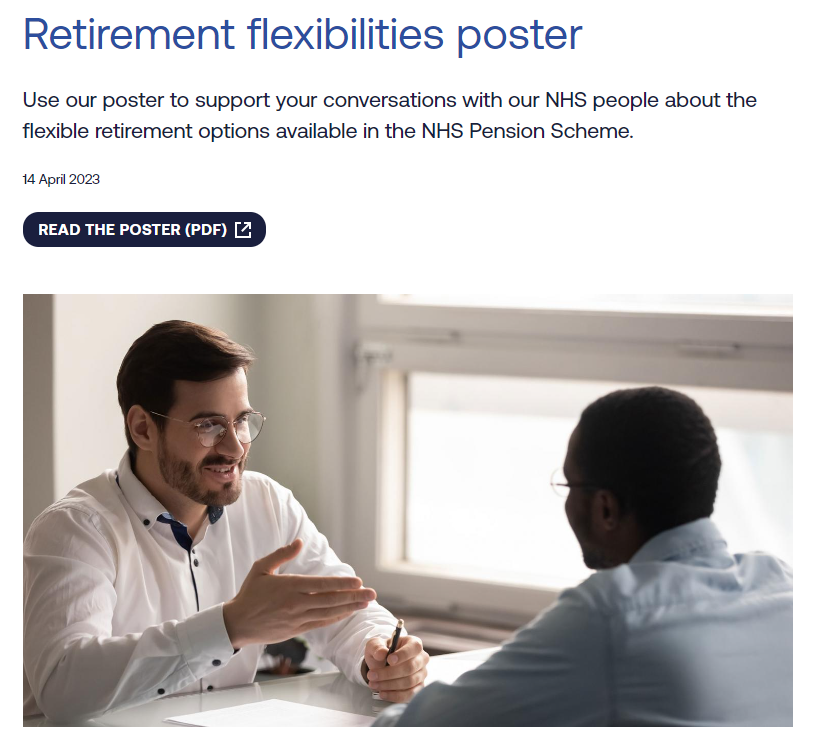 Retirement flexibilities poster
Use our poster to support your conversations with our NHS people about the
flexible retirement options available in the NHS Pension Scheme.
14 April 2023
READ THE POSTER (PDF)